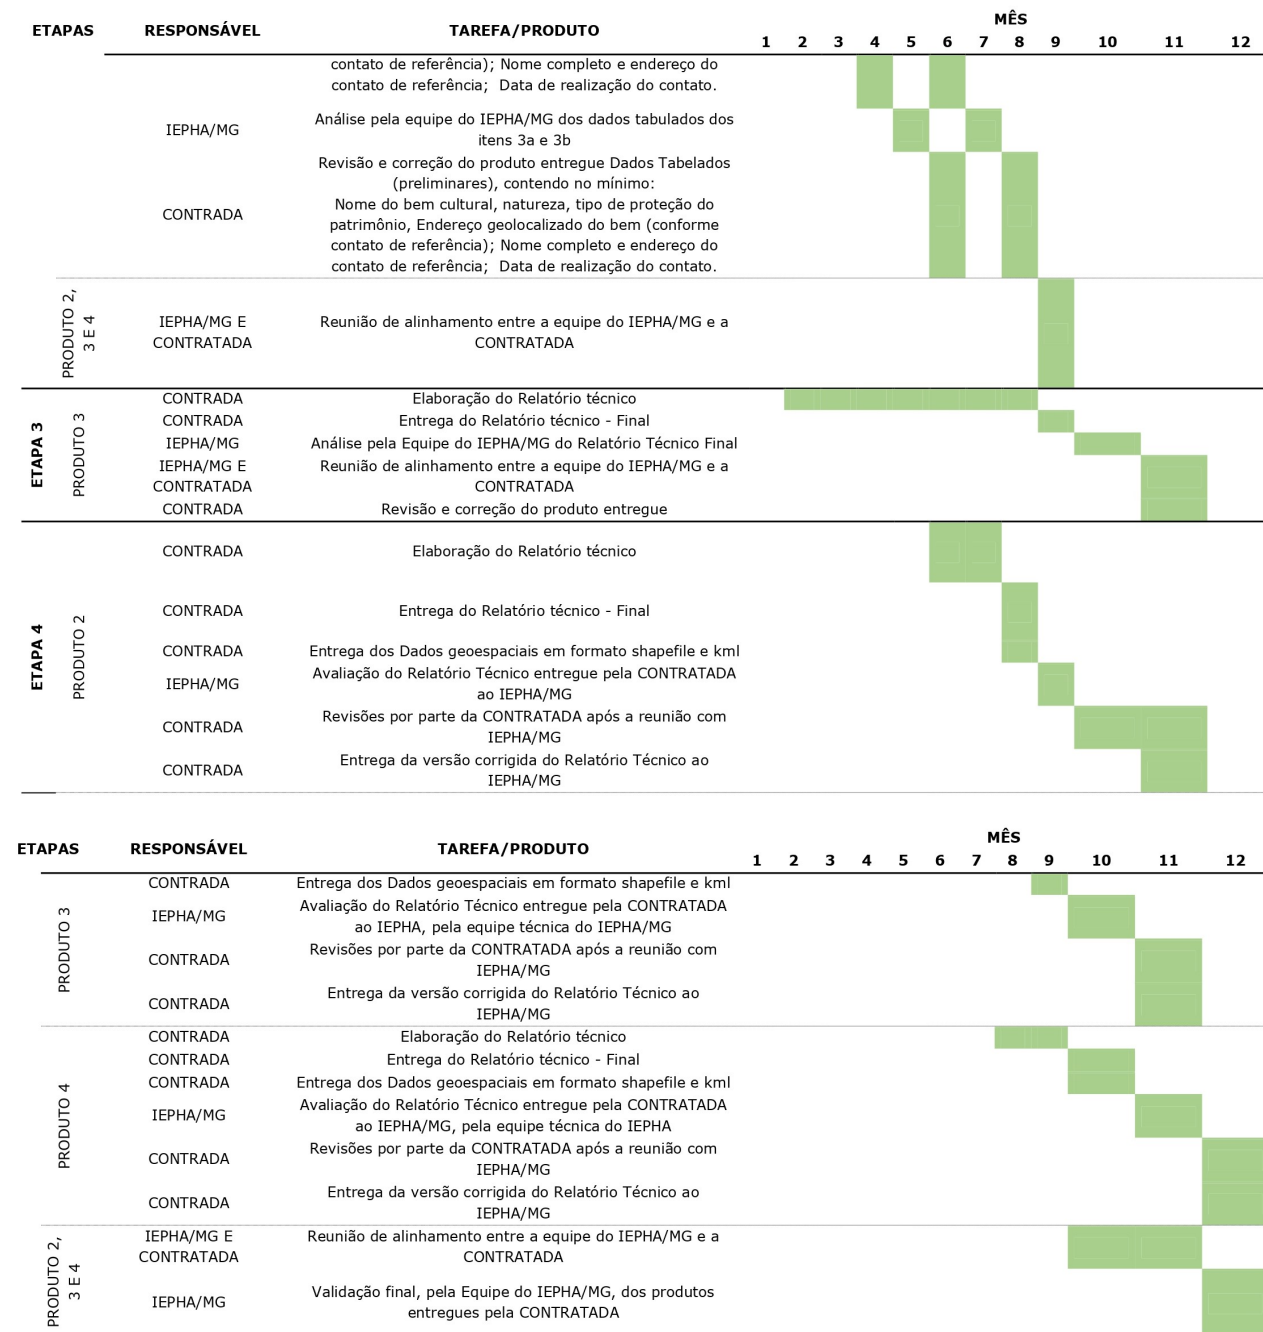 ETAPAS RESPONSÁVEL TAREFA/PRODUTO MÊS
1 2 3 4 5 6 7 8 9 10 11 12
contato de referência); Nome completo e endereço do
contato de referência; Data de realização do contato.
IEPHA/MG Análise pela equipe do IEPHA/MG dos dados tabulados dos
itens 3a e 3b
Revisão e correção do produto entregue Dados Tabelados
(preliminares), contendo no mínimo:
CONTRADA Nome do bem cultural, natureza, tipo de proteção do
patrimônio, Endereço geolocalizado do bem (conforme
contato de referência); Nome completo e endereço do
contato de referência; Data de realização do contato.
PRODUTO 2,
3 E 4
IEPHA/MG E Reunião de alinhamento entre a equipe do IEPHA/MG e a
CONTRATADA CONTRATADA
ETAPA 3
PRODUTO 3
CONTRADA Elaboração do Relatório técnico
CONTRADA Entrega do Relatório técnico - Final
IEPHA/MG Análise pela Equipe do IEPHA/MG do Relatório Técnico Final
IEPHA/MG E Reunião de alinhamento entre a equipe do IEPHA/MG e a
CONTRATADA CONTRATADA
CONTRADA Revisão e correção do produto entregue
ETAPA 4
PRODUTO 2
CONTRADA Elaboração do Relatório técnico
CONTRADA Entrega do Relatório técnico - Final
CONTRADA Entrega dos Dados geoespaciais em formato shapefile e kml
IEPHA/MG Avaliação do Relatório Técnico entregue pela CONTRATADA
ao IEPHA/MG
CONTRADA Revisões por parte da CONTRATADA após a reunião com
IEPHA/MG
CONTRADA Entrega da versão corrigida do Relatório Técnico ao
IEPHA/MG
ETAPAS RESPONSÁVEL TAREFA/PRODUTO MÊS
1 2 3 4 5 6 7 8 9 10 11 12
PRODUTO 3
CONTRADA Entrega dos Dados geoespaciais em formato shapefile e kml
IEPHA/MG Avaliação do Relatório Técnico entregue pela CONTRATADA
ao IEPHA, pela equipe técnica do IEPHA/MG
CONTRADA Revisões por parte da CONTRATADA após a reunião com
IEPHA/MG
CONTRADA Entrega da versão corrigida do Relatório Técnico ao
IEPHA/MG
PRODUTO 4
CONTRADA Elaboração do Relatório técnico
CONTRADA Entrega do Relatório técnico - Final
CONTRADA Entrega dos Dados geoespaciais em formato shapefile e kml
IEPHA/MG Avaliação do Relatório Técnico entregue pela CONTRATADA
ao IEPHA/MG, pela equipe técnica do IEPHA
CONTRADA Revisões por parte da CONTRATADA após a reunião com
IEPHA/MG
CONTRADA Entrega da versão corrigida do Relatório Técnico ao
IEPHA/MG
PRODUTO 2,
3 E 4
IEPHA/MG E Reunião de alinhamento entre a equipe do IEPHA/MG e a
CONTRATADA CONTRATADA
IEPHA/MG Validação final, pela Equipe do IEPHA/MG, dos produtos
entregues pela CONTRATADA